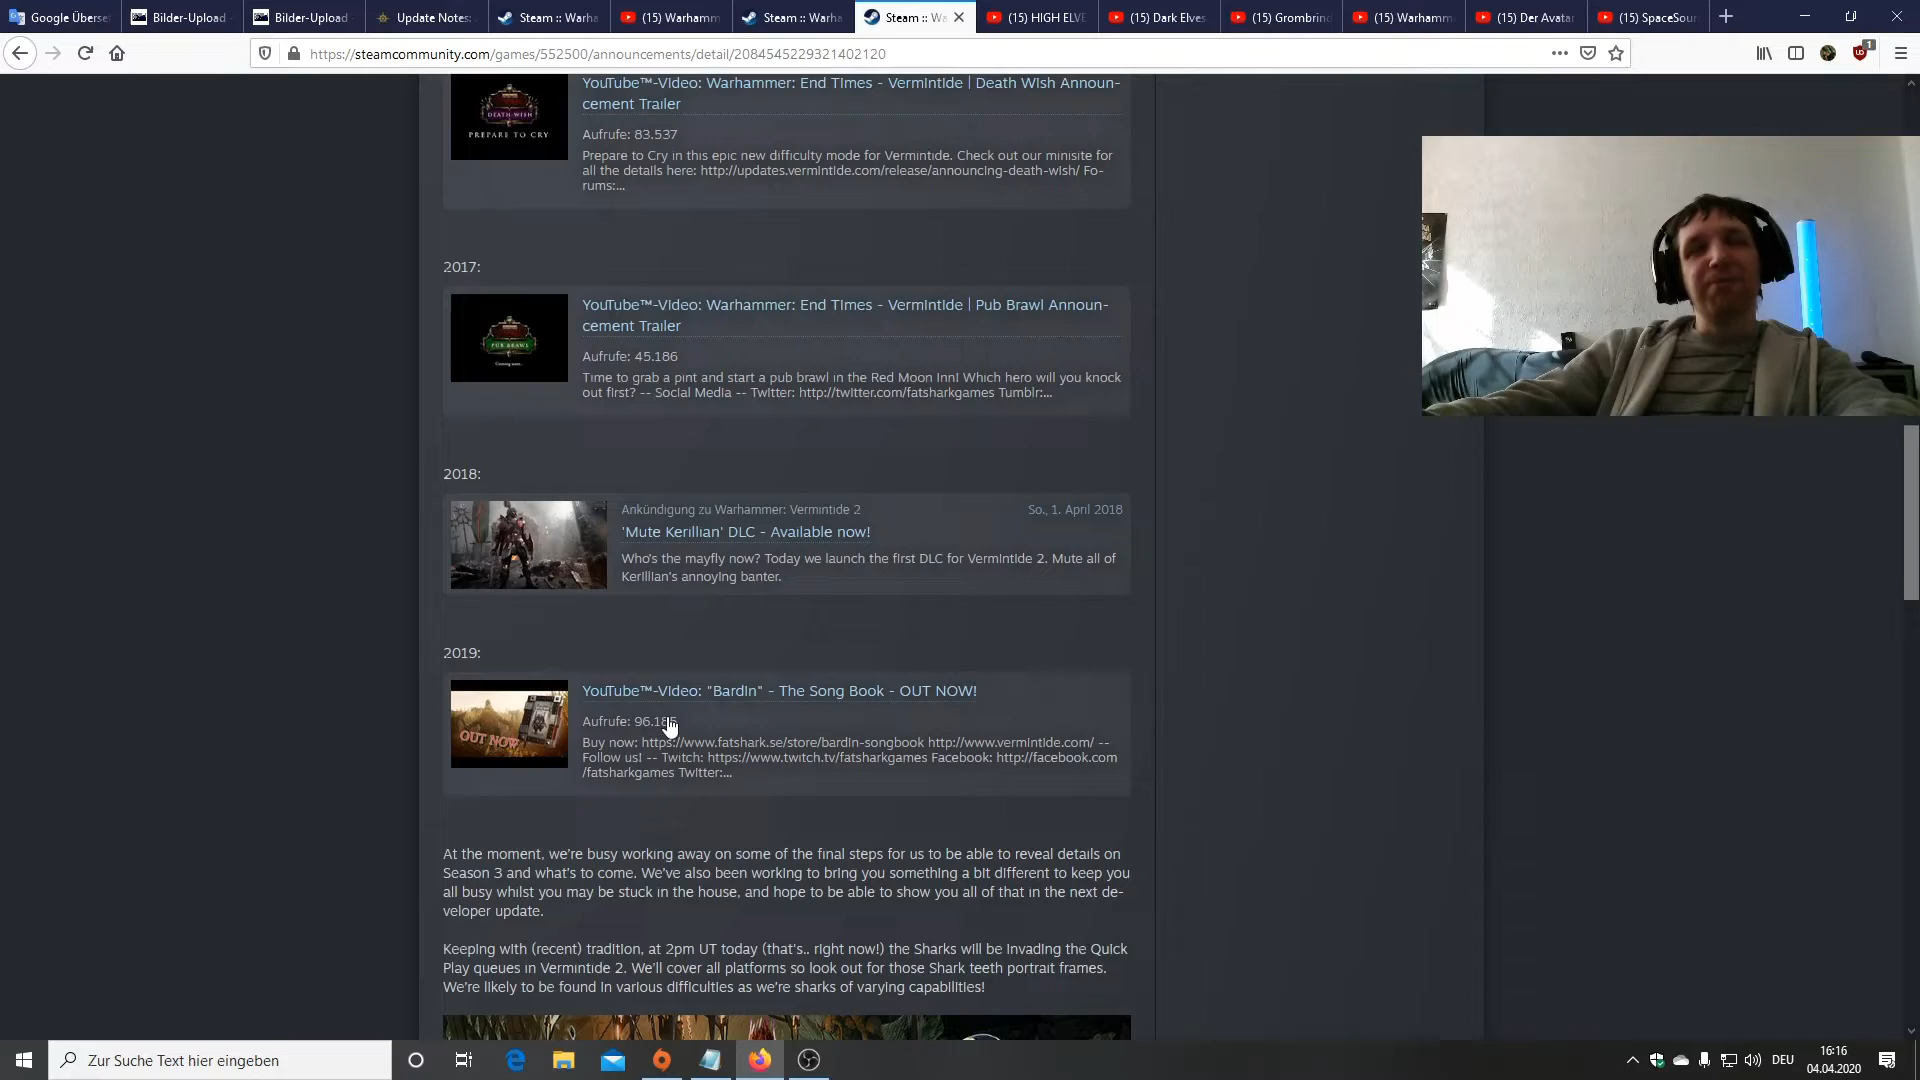 Google Überse
Bilder-Upload
Bilder-Upload
Update Notes:
Steam :: Warha
(15) Warhamm
Steam :: Warha
Steam :: Wa
(15) HIGH ELVE
(15) Dark Elves
(15) Grombrind
(15) Warhamm
(15) Der Avatar
(15) SpaceSour
https://steamcommunity.com/games/552500/announcements/detail/2084545229321402120
1
YouTube™-Video: Warhammer: End Times - Vermintide | Death Wish Announ-
cement Trailer
DEATH WISH
PREPARE TO CRY
Aufrufe: 83.537
Prepare to Cry in this epic new difficulty mode for Vermintide. Check out our minisite for
all the details here: http://updates.vermintide.com/release/announcing-death-wish/ Fo-
rums:...
2017:
YouTube™-Video: Warhammer: End Times - Vermintide | Pub Brawl Announ-
cement Trailer
PUB BRAWL
Coming soon...
Aufrufe: 45.186
Time to grab a pint and start a pub brawl in the Red Moon Inn! Which hero will you knock
out first? -- Social Media -- Twitter: http://twitter.com/fatsharkgames Tumblr:...
2018:
Ankündigung zu Warhammer: Vermintide 2
So., 1. April 2018
'Mute Kerillian' DLC - Available now!
Who's the mayfly now? Today we launch the first DLC for Vermintide 2. Mute all of
Kerillian's annoying banter.
2019:
YouTube™-Video: "Bardin" - The Song Book - OUT NOW!
OUT NOW
Aufrufe: 96.18
Buy now: https://www.fatshark.se/store/bardin-songbook http://www.vermintide.com/ --
Follow us! -- Twitch: https://www.twitch.tv/fatsharkgames Facebook: http://facebook.com
/fatsharkgames Twitter:...
At the moment, we're busy working away on some of the final steps for us to be able to reveal details on
Season 3 and what's to come. We've also been working to bring you something a bit different to keep you
all busy whilst you may be stuck in the house, and hope to be able to show you all of that in the next de-
veloper update.
Keeping with (recent) tradition, at 2pm UT today (that's.. right now!) the Sharks will be invading the Quick
Play queues in Vermintide 2. We'll cover all platforms so look out for those Shark teeth portrait frames.
We're likely to be found in various difficulties as we're sharks of varying capabilities!
Zur Suche Text hier eingeben
DEU
16:16
04.04.2020